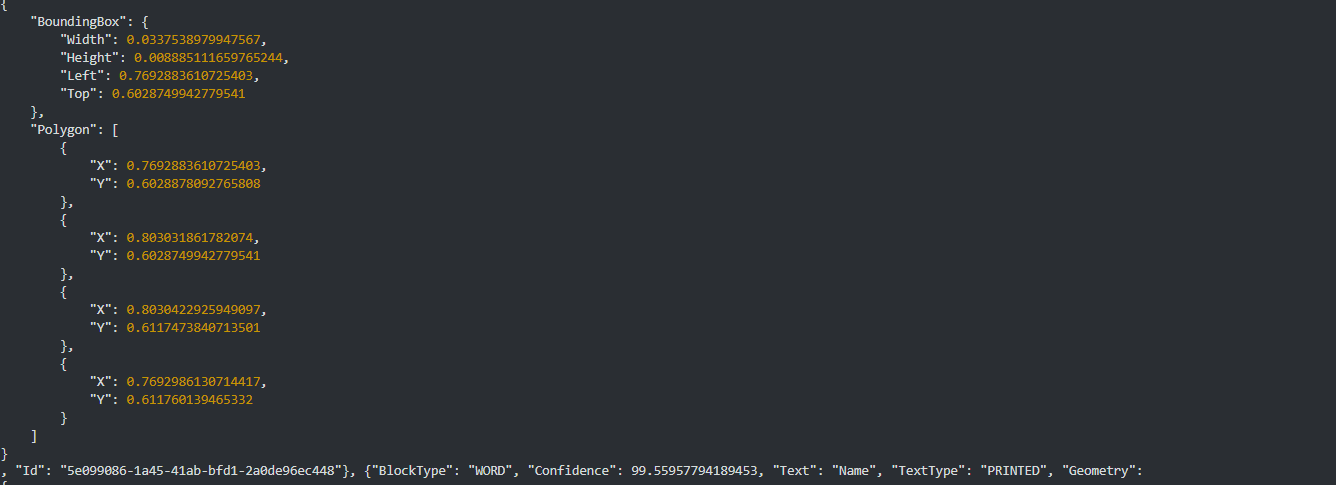 {
    "BoundingBox": {
        "Width": 0.0337538979947567,
        "Height": 0.008885111659765244,
        "Left": 0.7692883610725403,
        "Top": 0.6028749942779541
    },
    "Polygon": [
        {
            "X": 0.7692883610725403,
            "Y": 0.6028878092765808
        },
        {
            "X": 0.803031861782074,
            "Y": 0.6028749942779541
        },
        {
            "X": 0.8030422925949097,
            "Y": 0.6117473840713501
        },
        {
            "X": 0.7692986130714417,
            "Y": 0.611760139465332
        }
    ]
}
, "Id": "5e099086-1a45-41ab-bfd1-2a0de96ec448"}, {"BlockType": "WORD", "Confidence": 99.55957794189453, "Text": "Name", "TextType": "PRINTED", "Geometry":
{